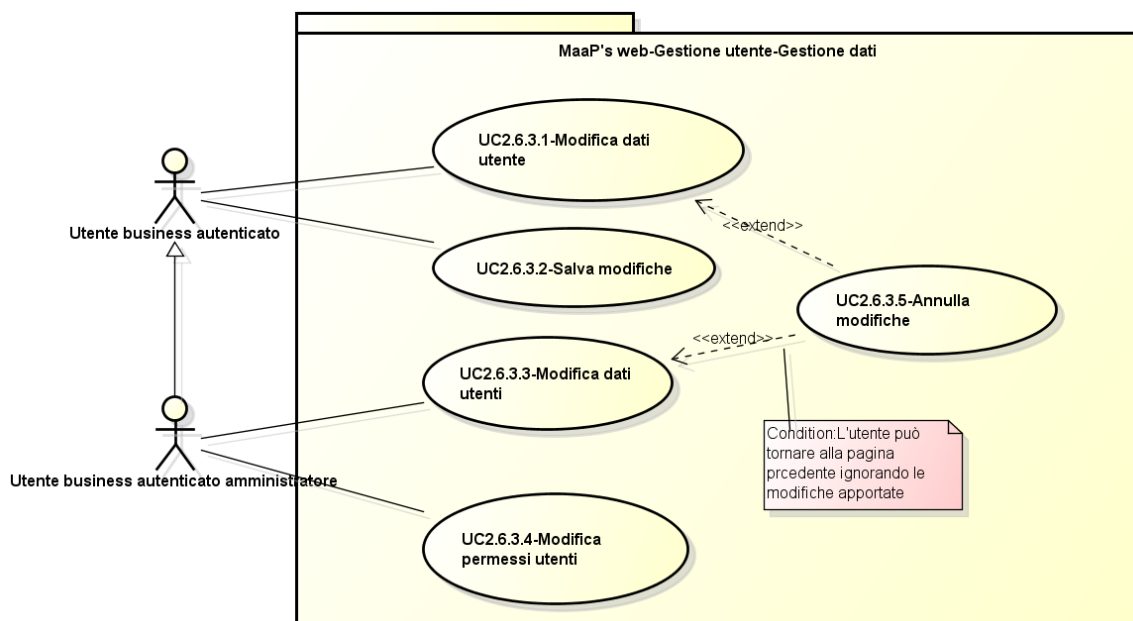 MaaP's web-Gestione utente-Gestione dati
UC2.6.3.1-Modifica dati
utente
Utente business autenticato
<<extend>>
UC2.6.3.2-Salva modifiche
UC2.6.3.5-Annulla
modifiche
<<extend>>
UC2.6.3.3-Modifica dati
utenti
Condition:L'utente può
tornare alla pagina
prcedente ignorando le
modifiche apportate
Utente business autenticato amministratore
UC2.6.3.4-Modifica
permessi utenti